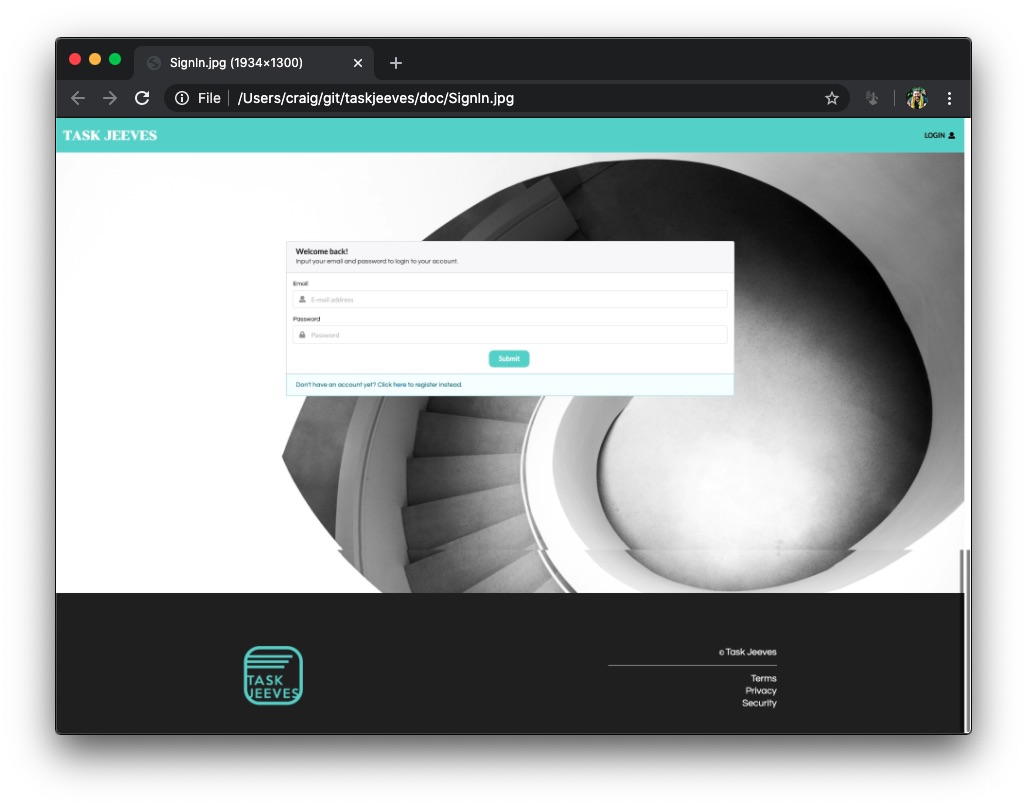 SignIn.jpg (1934×1300)
File /Users/craig/git/taskjeeves/doc/SignIn.jpg
TASK JEEVES
LOGIN
Welcome back!
Input your email and password to login to your account.
Email
E-mail address
Password
Password
Submit
Don't have an account yet? Click here to register instead.
TASK
JEEVES
© Task Jeeves
Terms
Privacy
Security